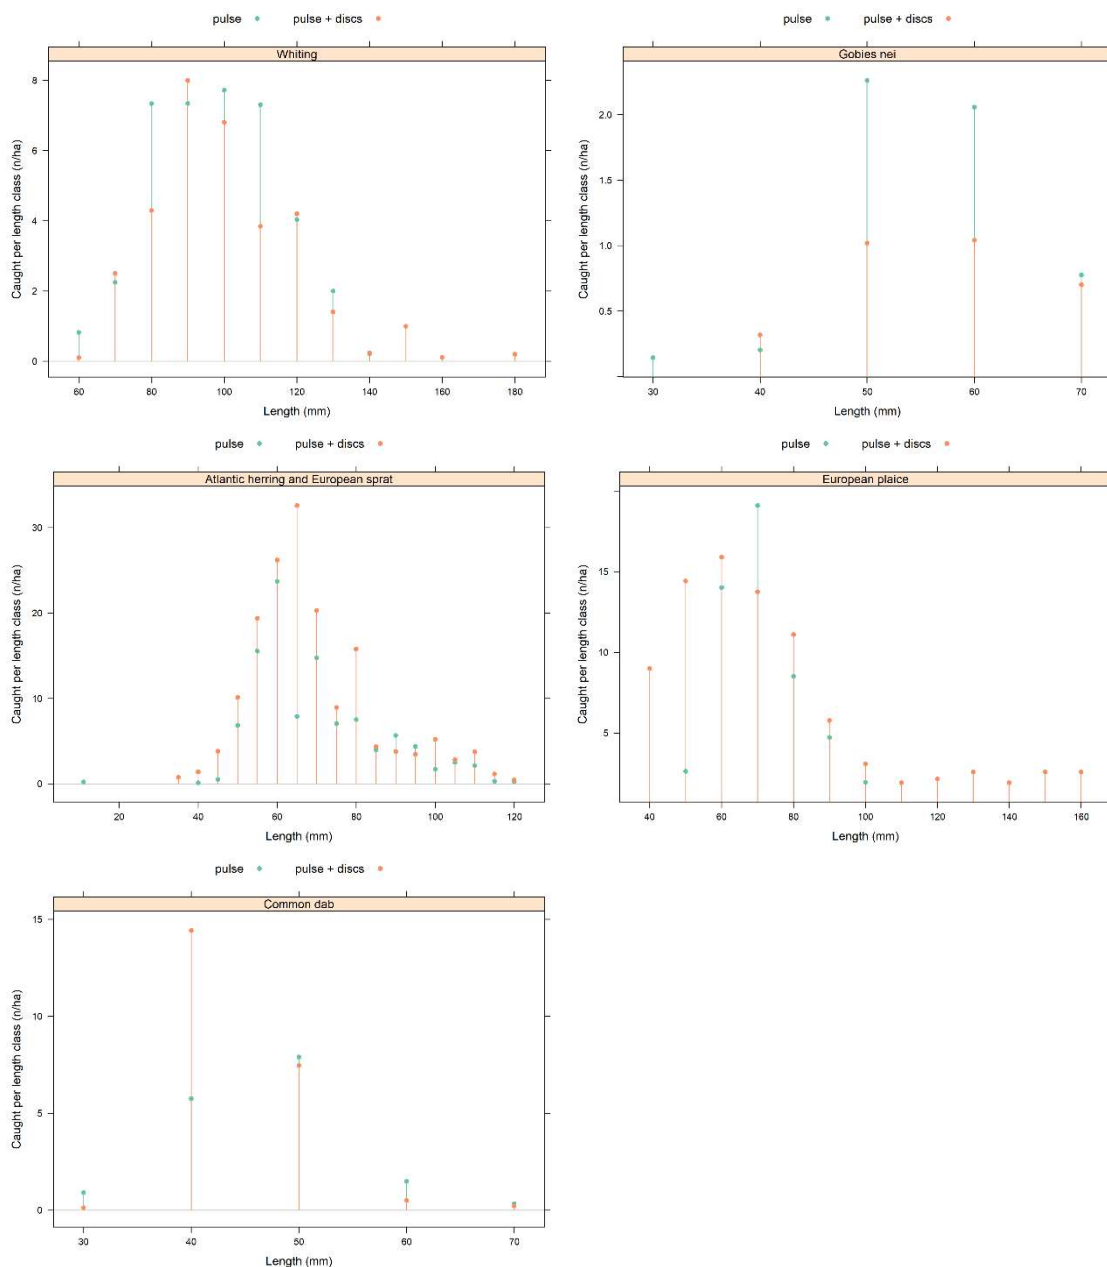 pulse pulse + discs
Whiting
Caught per length class (n/ha)
8
6
4
2
0
60 80 100 120 140 160 180
Length (mm)
pulse pulse + discs
Gobies nei
Caught per length class (n/ha)
2.0
1.5
1.0
0.5
30 40 50 60 70
Length (mm)
pulse pulse + discs
Atlantic herring and European sprat
Caught per length class (n/ha)
30
20
10
0
20 40 60 80 100 120
Length (mm)
pulse pulse + discs
European plaice
Caught per length class (n/ha)
15
10
5
40 60 80 100 120 140 160
Length (mm)
pulse pulse + discs
Common dab
Caught per length class (n/ha)
15
10
5
0
30 40 50 60 70
Length (mm)